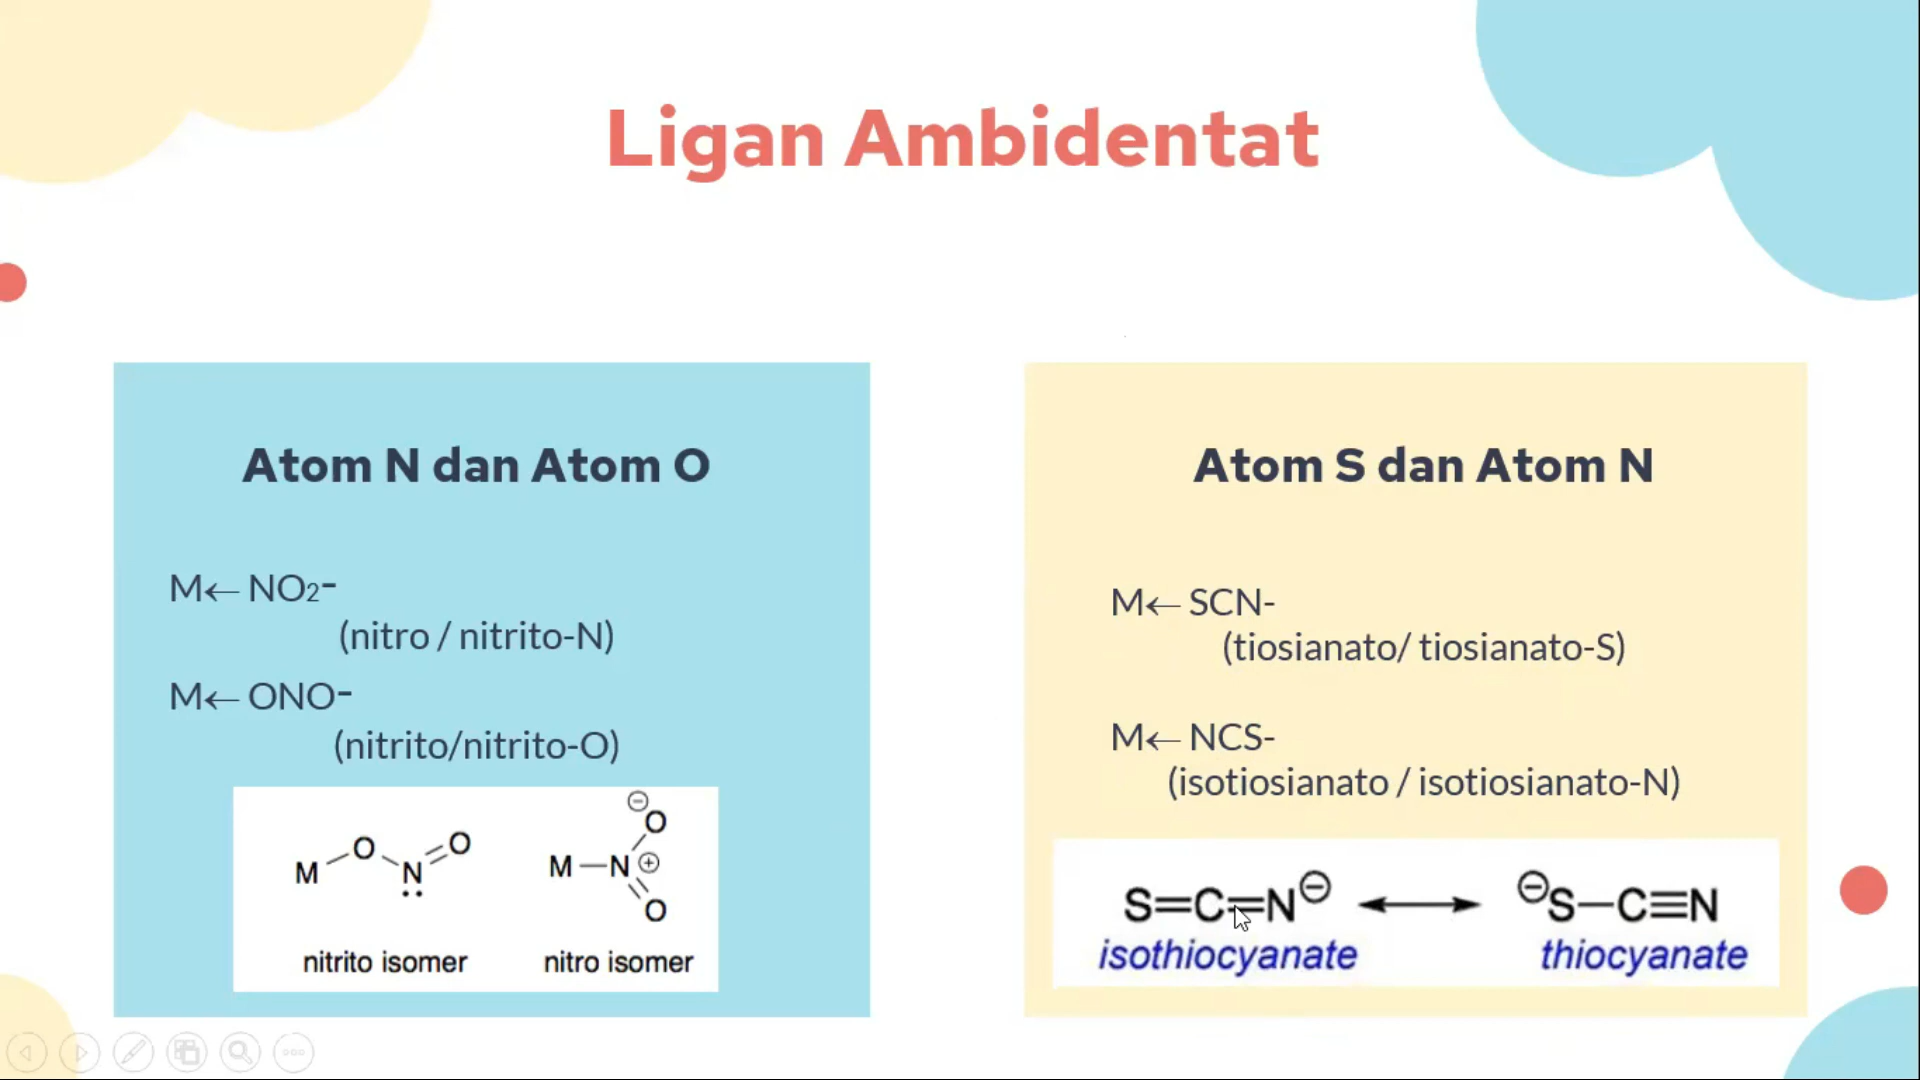 Ligan Ambidentat
Atom N dan Atom O
M← NO₂⁻
(nitro / nitrito-N)
M← ONO⁻
(nitrito/nitrito-O)
M O N O
M N ⊕ O ⊖ O
nitrito isomer nitro isomer
Atom S dan Atom N
M← SCN-
(tiosianato/ tiosianato-S)
M← NCS-
(isotiosianato / isotiosianato-N)
S=C=N⊖ ⟷ ⊖S—C≡N
isothiocyanate thiocyanate